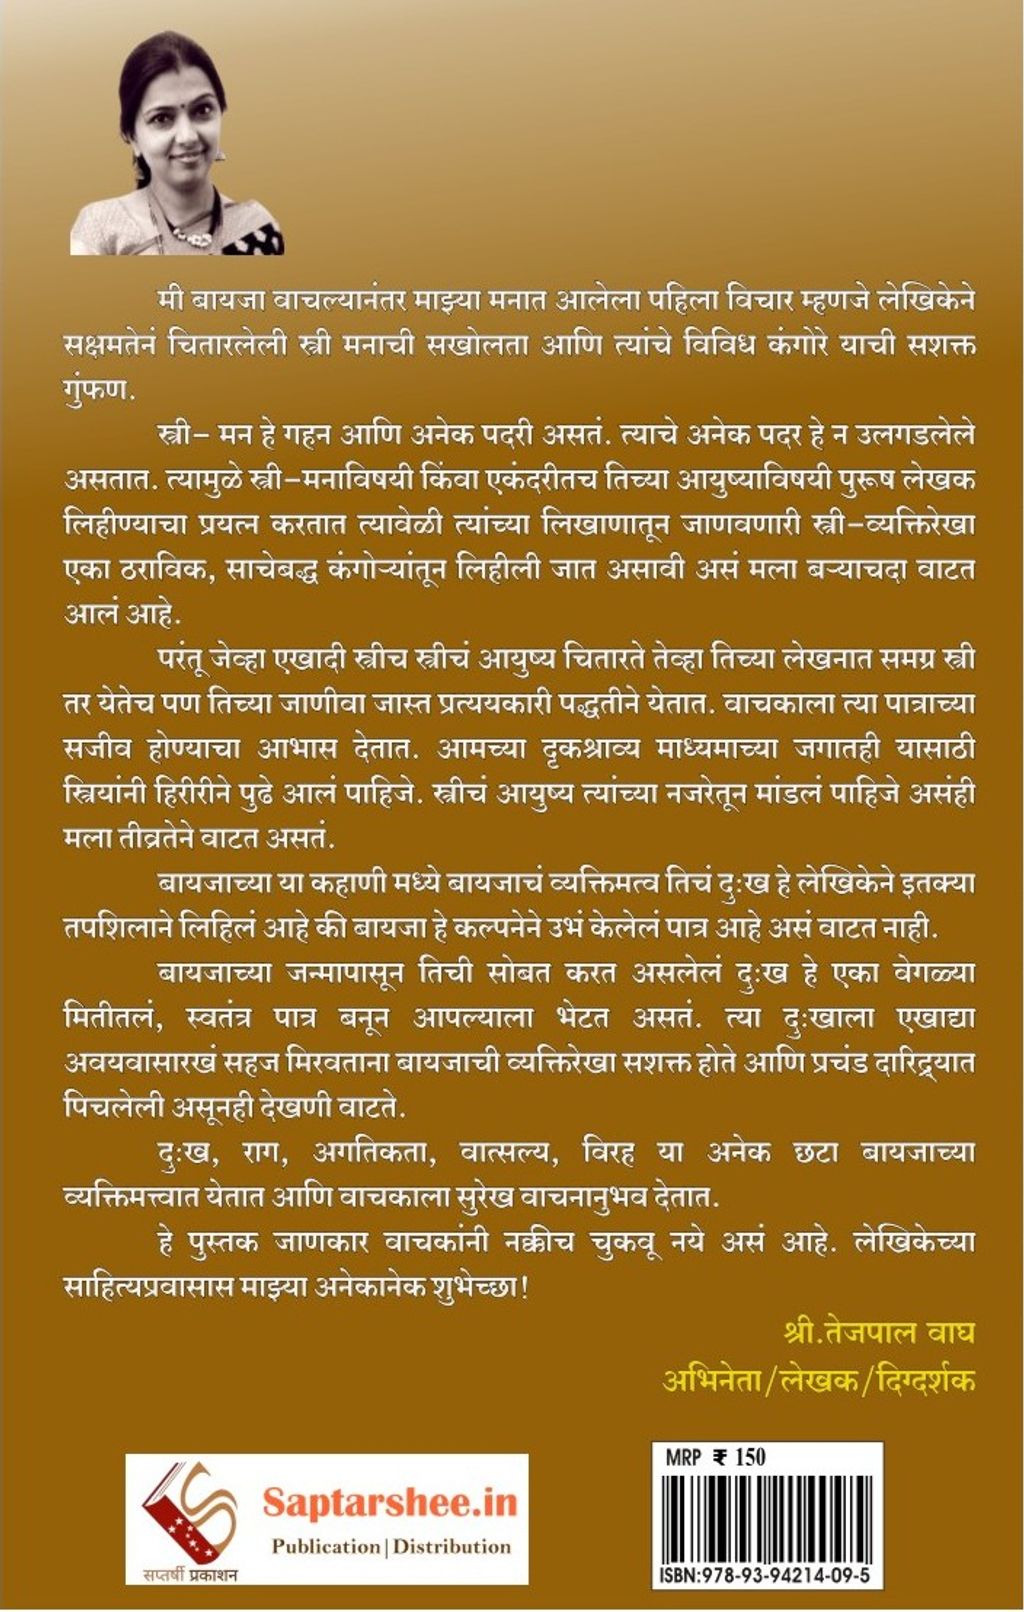 मी बायजा वाचल्यानंतर माझ्या मनात आलेला पहिला विचार म्हणजे लेखिकेने
सक्षमतेनं चितारलेली स्त्री मनाची सखोलता आणि त्यांचे विविध कंगोरे याची सशक्त
गुंफण.
स्त्री- मन हे गहन आणि अनेक पदरी असतं. त्याचे अनेक पदर हे न उलगडलेले
असतात. त्यामुळे स्त्री-मनाविषयी किंवा एकंदरीतच तिच्या आयुष्याविषयी पुरूष लेखक
लिहीण्याचा प्रयत्न करतात त्यावेळी त्यांच्या लिखाणातून जाणवणारी स्त्री-व्यक्तिरेखा
एका ठराविक, साचेबद्ध कंगोऱ्यांतून लिहीली जात असावी असं मला बऱ्याचदा वाटत
आलं आहे.
परंतू जेव्हा एखादी स्त्रीच स्त्रीचं आयुष्य चितारते तेव्हा तिच्या लेखनात समग्र स्त्री
तर येतेच पण तिच्या जाणीवा जास्त प्रत्ययकारी पद्धतीने येतात. वाचकाला त्या पात्राच्या
सजीव होण्याचा आभास देतात. आमच्या दृकश्राव्य माध्यमाच्या जगातही यासाठी
स्त्रियांनी हिरीरीने पुढे आलं पाहिजे. स्त्रीचं आयुष्य त्यांच्या नजरेतून मांडलं पाहिजे असंही
मला तीव्रतेने वाटत असतं.
बायजाच्या या कहाणी मध्ये बायजाचं व्यक्तिमत्व तिचं दुःख हे लेखिकेने इतक्या
तपशिलाने लिहिलं आहे की बायजा हे कल्पनेने उभं केलेलं पात्र आहे असं वाटत नाही.
बायजाच्या जन्मापासून तिची सोबत करत असलेलं दुःख हे एका वेगळ्या
मितीतलं, स्वतंत्र पात्र बनून आपल्याला भेटत असतं. त्या दुःखाला एखाद्या
अवयवासारखं सहज मिरवताना बायजाची व्यक्तिरेखा सशक्त होते आणि प्रचंड दारिद्र्यात
पिचलेली असूनही देखणी वाटते.
दुःख, राग, अगतिकता, वात्सल्य, विरह या अनेक छटा बायजाच्या
व्यक्तिमत्त्वात येतात आणि वाचकाला सुरेख वाचनानुभव देतात.
हे पुस्तक जाणकार वाचकांनी नक्कीच चुकवू नये असं आहे. लेखिकेच्या
साहित्यप्रवासास माझ्या अनेकानेक शुभेच्छा!
श्री.तेजपाल वाघ
अभिनेता/लेखक/दिग्दर्शक
Saptarshee.in
Publication|Distribution
सप्तर्षी प्रकाशन
MRP ₹ 150
ISBN:978-93-94214-09-5